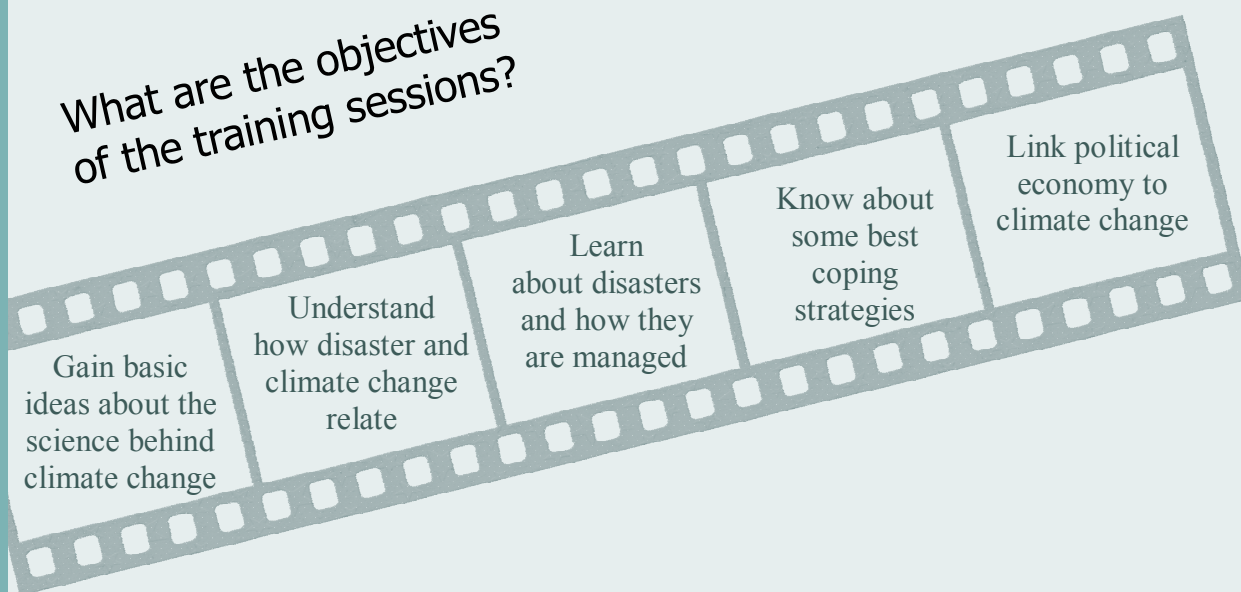 What are the objectives
of the training sessions?
Gain basic
ideas about the
science behind
climate change
Understand
how disaster and
climate change
relate
Learn
about disasters
and how they
are managed
Know about
some best
coping
strategies
Link political
economy to
climate change